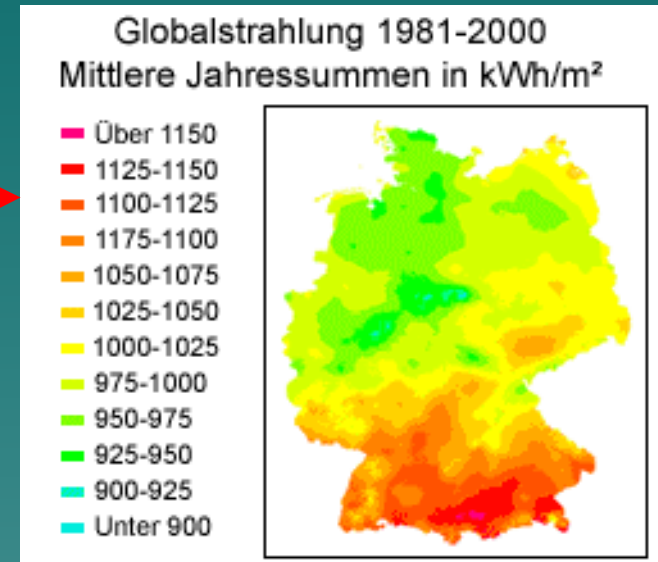 Globalstrahlung 1981-2000
Mittlere Jahressummen in kWh/m²
Über 1150
1125-1150
1100-1125
1175-1100
1050-1075
1025-1050
1000-1025
975-1000
950-975
925-950
900-925
Unter 900